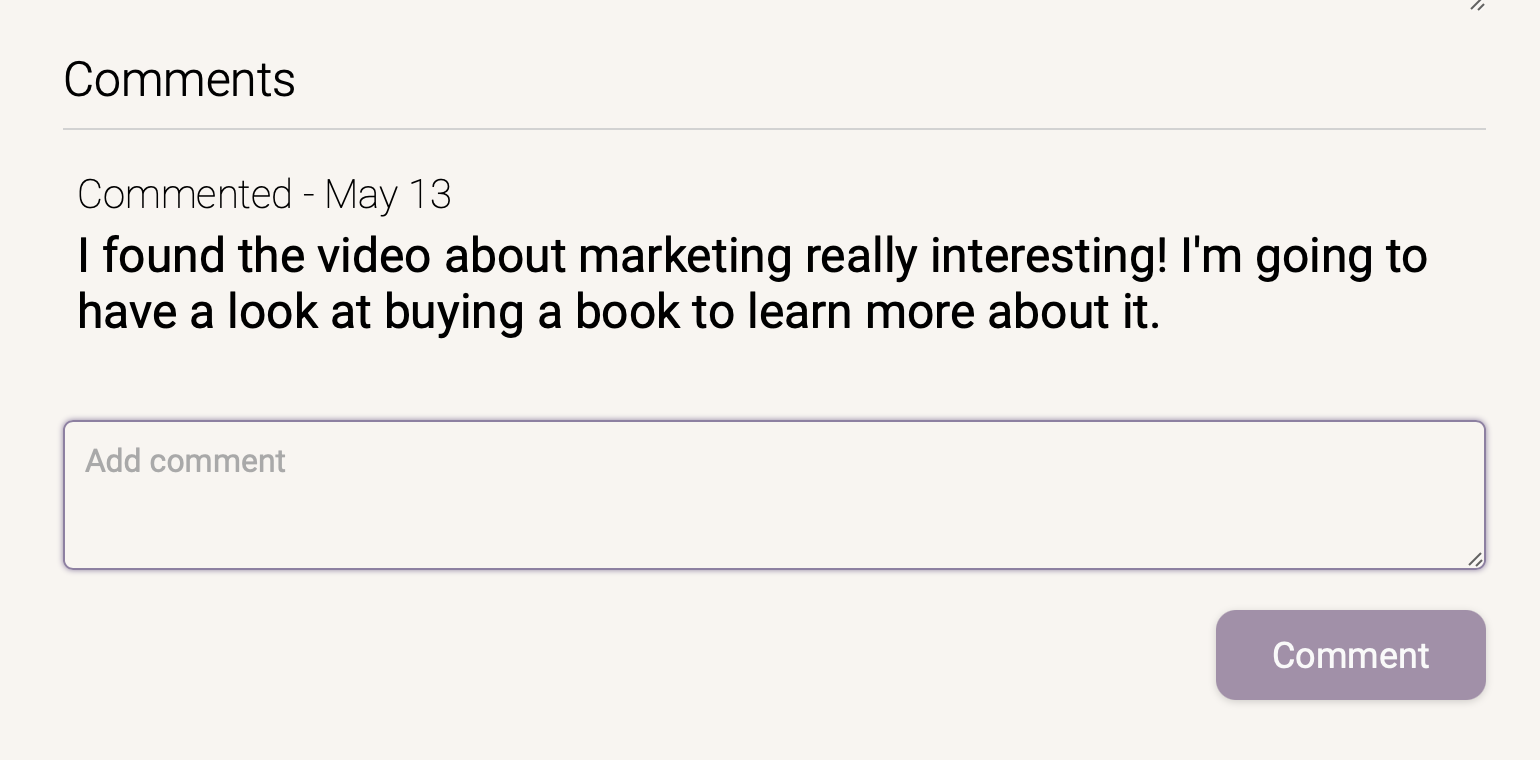 Comments
Commented - May 13
I found the video about marketing really interesting! I'm going to
have a look at buying a book to learn more about it.
Add comment
Comment